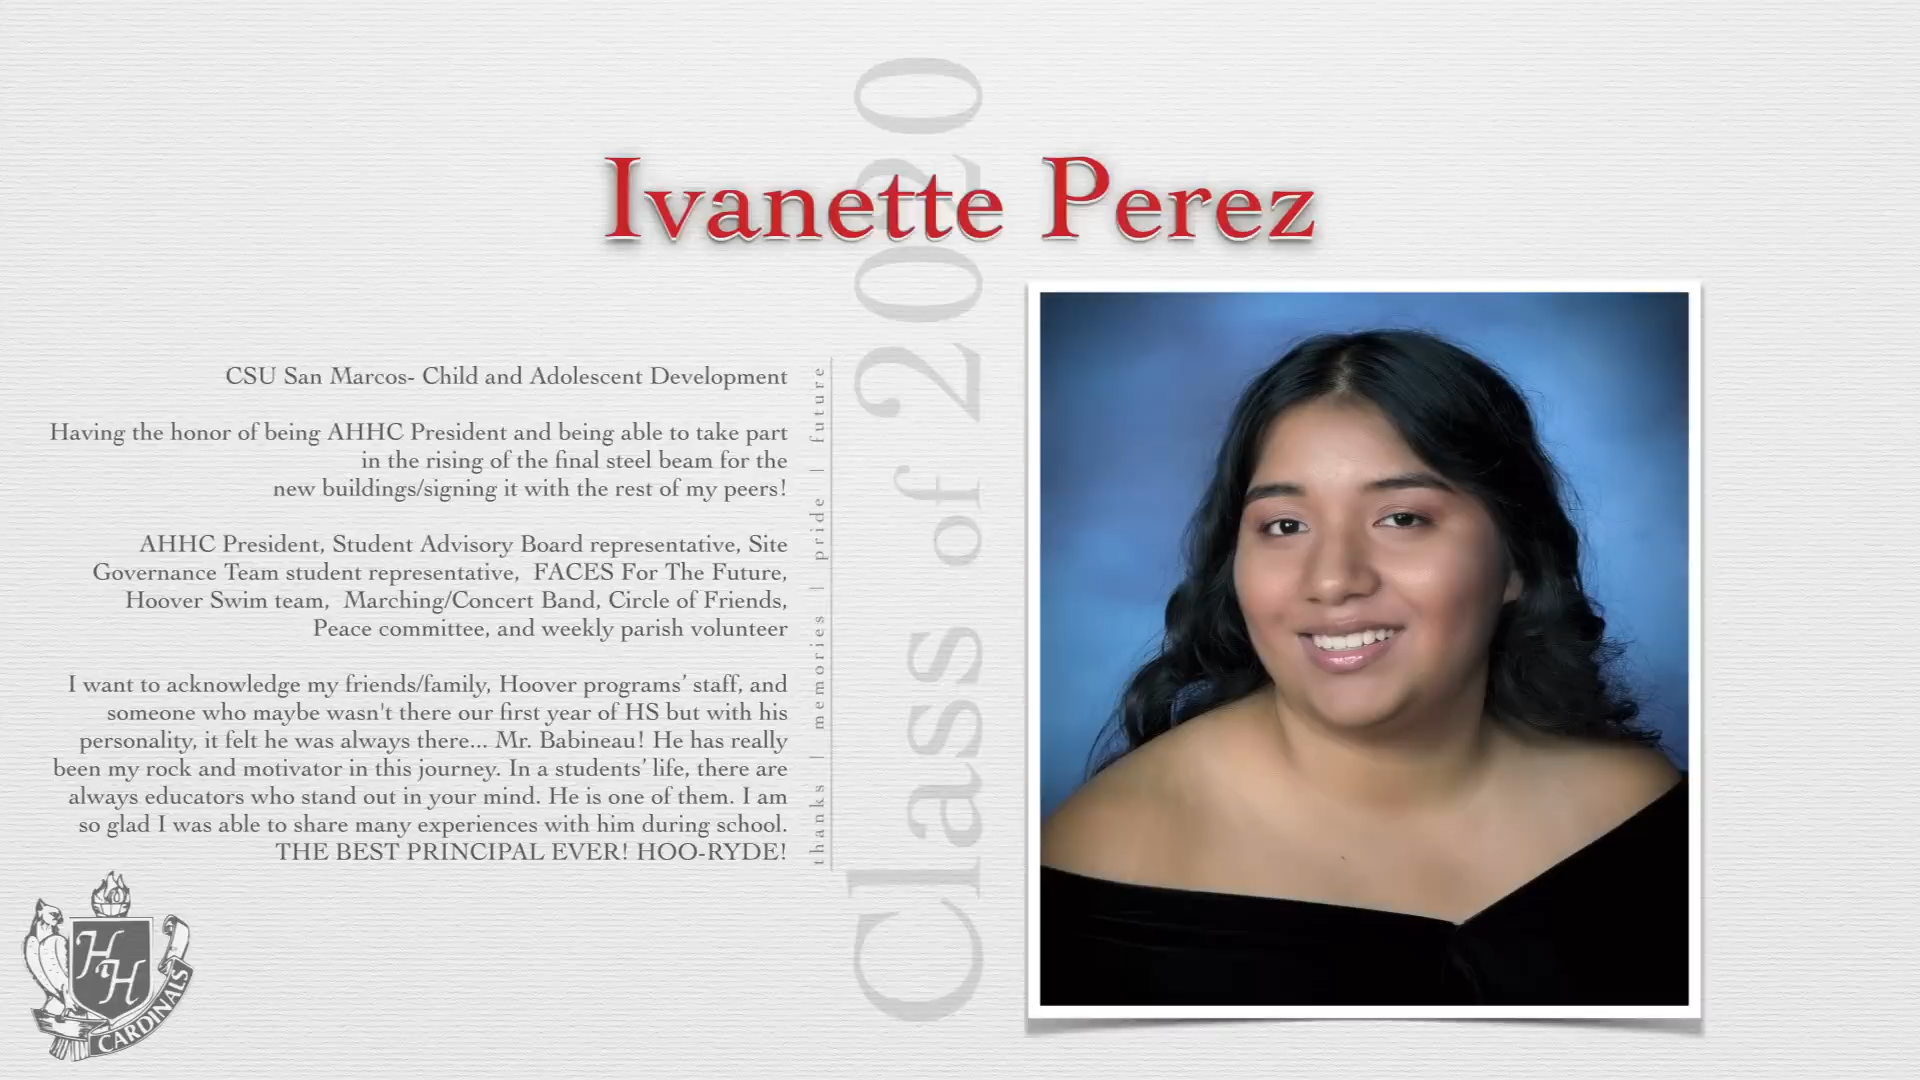 Ivanette Perez
Class of 2020
CSU San Marcos- Child and Adolescent Development
Having the honor of being AHHC President and being able to take part
in the rising of the final steel beam for the
new buildings/signing it with the rest of my peers!
AHHC President, Student Advisory Board representative, Site
Governance Team student representative,  FACES For The Future,
Hoover Swim team,  Marching/Concert Band, Circle of Friends,
Peace committee, and weekly parish volunteer
I want to acknowledge my friends/family, Hoover programs’ staff, and
someone who maybe wasn't there our first year of HS but with his
personality, it felt he was always there... Mr. Babineau! He has really
been my rock and motivator in this journey. In a students’ life, there are
always educators who stand out in your mind. He is one of them. I am
so glad I was able to share many experiences with him during school.
THE BEST PRINCIPAL EVER! HOO-RYDE!
thanks | memories | pride | future
HH
CARDINALS